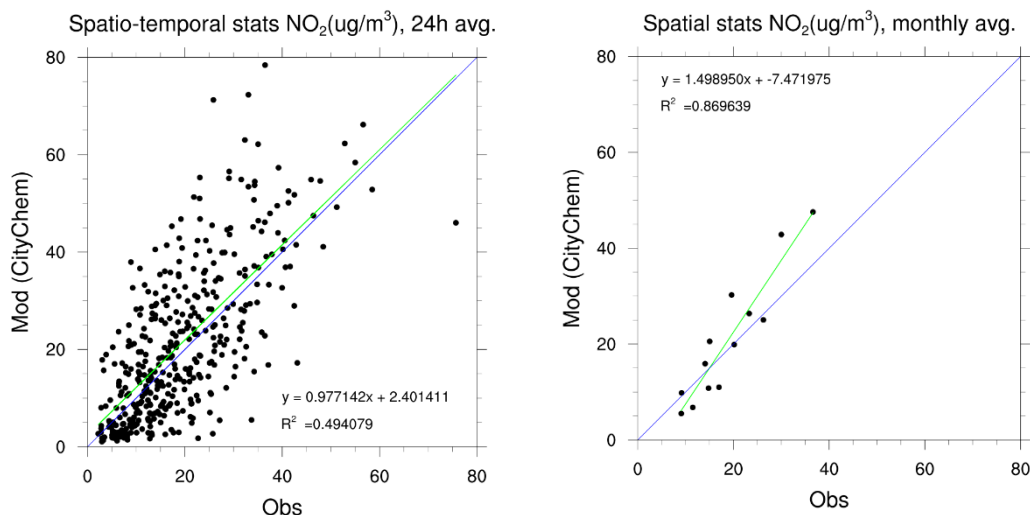 Spatio-temporal stats NO₂(ug/m³), 24h avg.
80
60
40
20
0
Mod (CityChem)
y = 0.977142x + 2.401411
R² =0.494079
0 20 40 60 80
Obs
Spatial stats NO₂(ug/m³), monthly avg.
80
60
40
20
0
Mod (CityChem)
y = 1.498950x + -7.471975
R² =0.869639
0 20 40 60 80
Obs